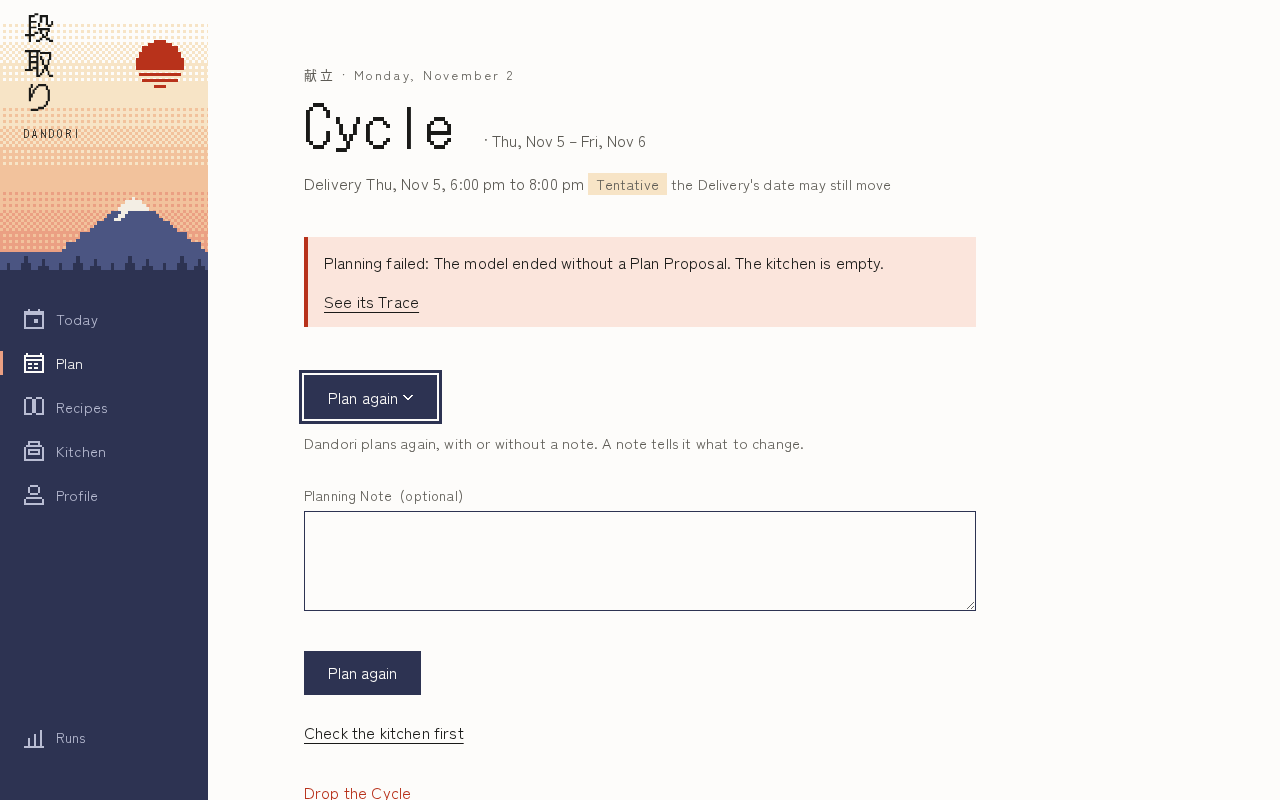 段取り
DANDORI
Today
Plan
Recipes
Kitchen
Profile
Runs
献立 · Monday, November 2
Cycle · Thu, Nov 5 – Fri, Nov 6
Delivery Thu, Nov 5, 6:00 pm to 8:00 pm Tentative the Delivery's date may still move
Planning failed: The model ended without a Plan Proposal. The kitchen is empty.
See its Trace
Plan again
Dandori plans again, with or without a note. A note tells it what to change.
Planning Note (optional)
Plan again
Check the kitchen first
Drop the Cycle